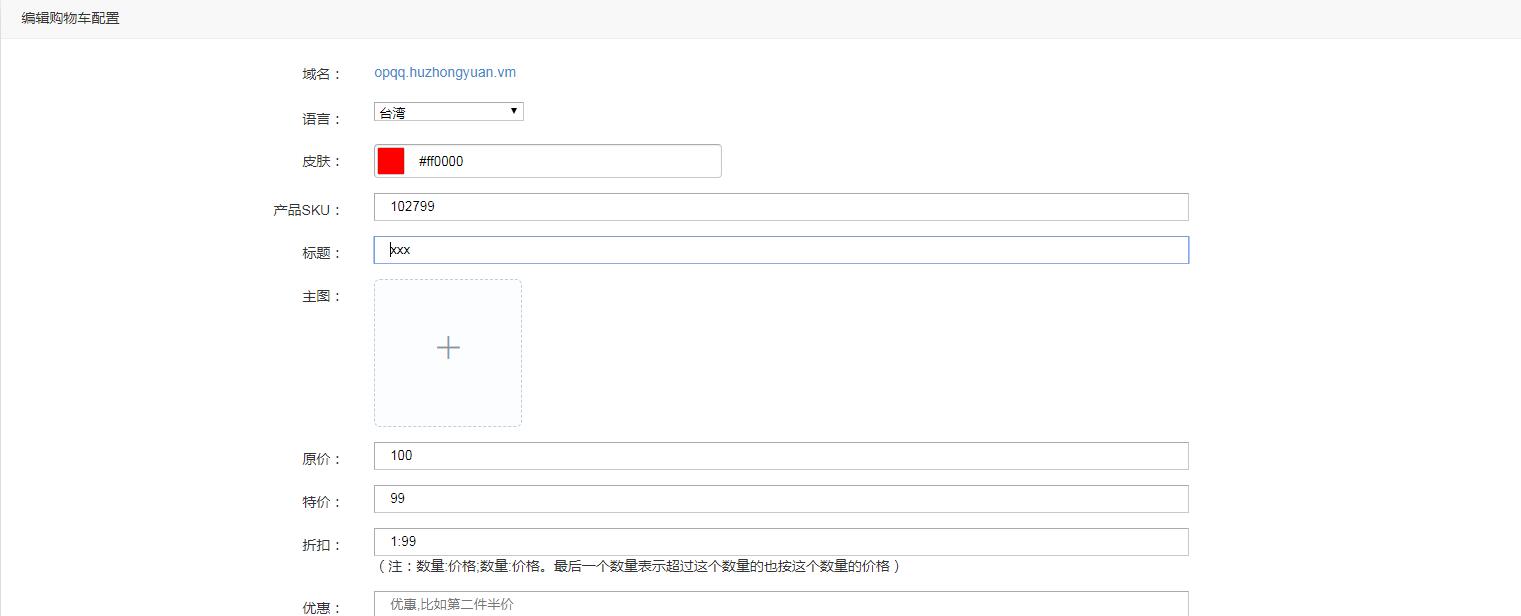 编辑购物车配置
域名： opqq.huzhongyuan.vm
语言： 台湾
皮肤： #ff0000
产品SKU： 102799
标题： xxx
主图：
原价： 100
特价： 99
折扣： 1:99
（注：数量:价格;数量:价格。最后一个数量表示超过这个数量的也按这个数量的价格）
优惠： 优惠,比如第二件半价